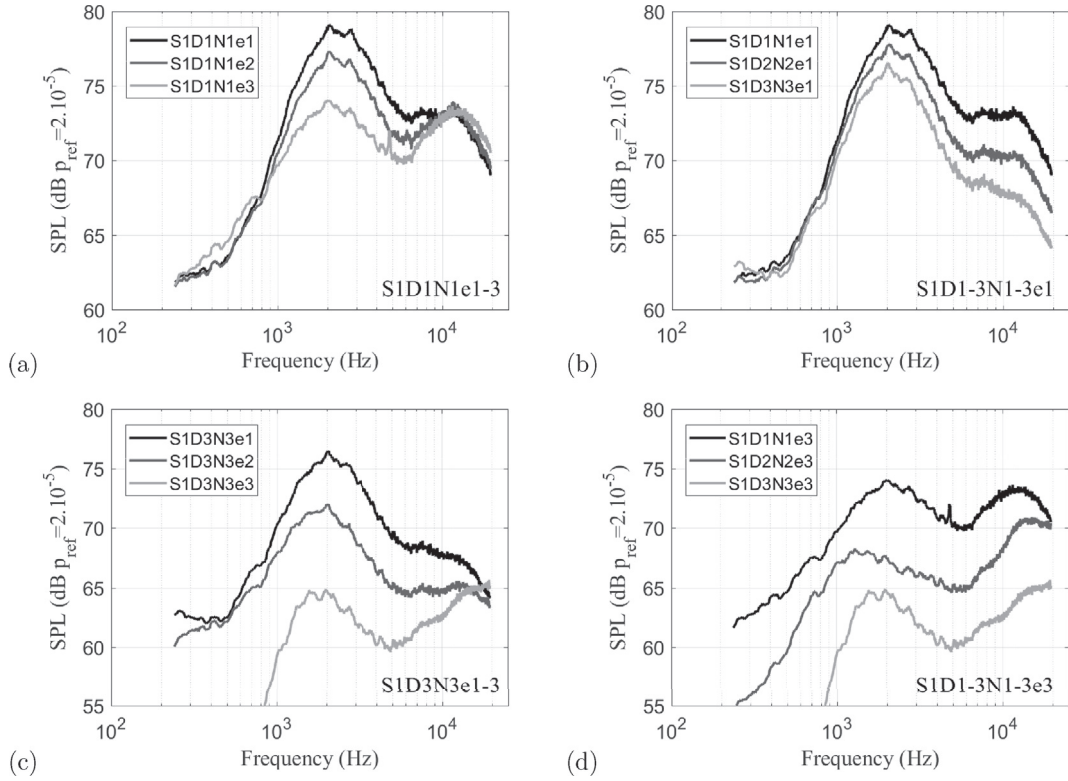 80
75
70
65
60
SPL (dB p_ref=2.10^-5)
S1D1N1e1
S1D1N1e2
S1D1N1e3
S1D1N1e1-3
10^2
10^3
10^4
Frequency (Hz)
(a)
80
75
70
65
60
SPL (dB p_ref=2.10^-5)
S1D1N1e1
S1D2N2e1
S1D3N3e1
S1D1-3N1-3e1
10^2
10^3
10^4
Frequency (Hz)
(b)
80
75
70
65
60
55
SPL (dB p_ref=2.10^-5)
S1D3N3e1
S1D3N3e2
S1D3N3e3
S1D3N3e1-3
10^2
10^3
10^4
Frequency (Hz)
(c)
80
75
70
65
60
55
SPL (dB p_ref=2.10^-5)
S1D1N1e3
S1D2N2e3
S1D3N3e3
S1D1-3N1-3e3
10^2
10^3
10^4
Frequency (Hz)
(d)